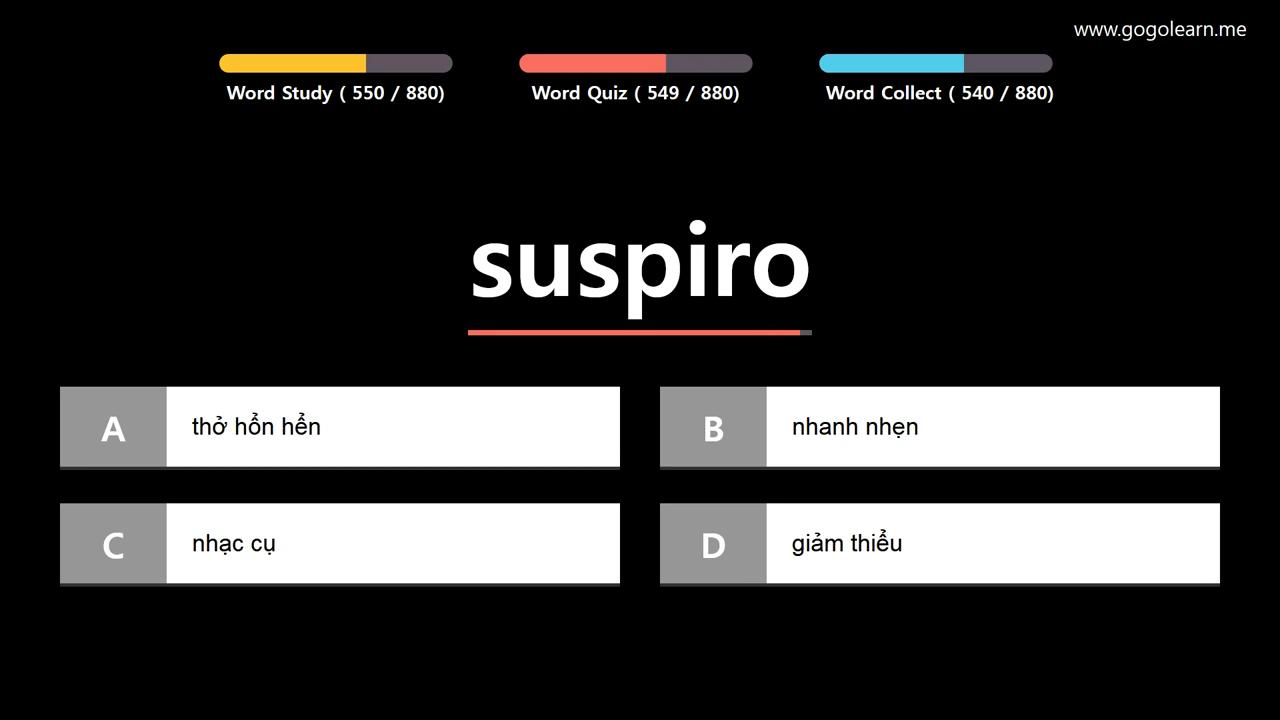 www.gogolearn.me
Word Study ( 550 / 880)
Word Quiz ( 549 / 880)
Word Collect ( 540 / 880)
suspiro
A thở hổn hển
B nhanh nhẹn
C nhạc cụ
D giảm thiểu